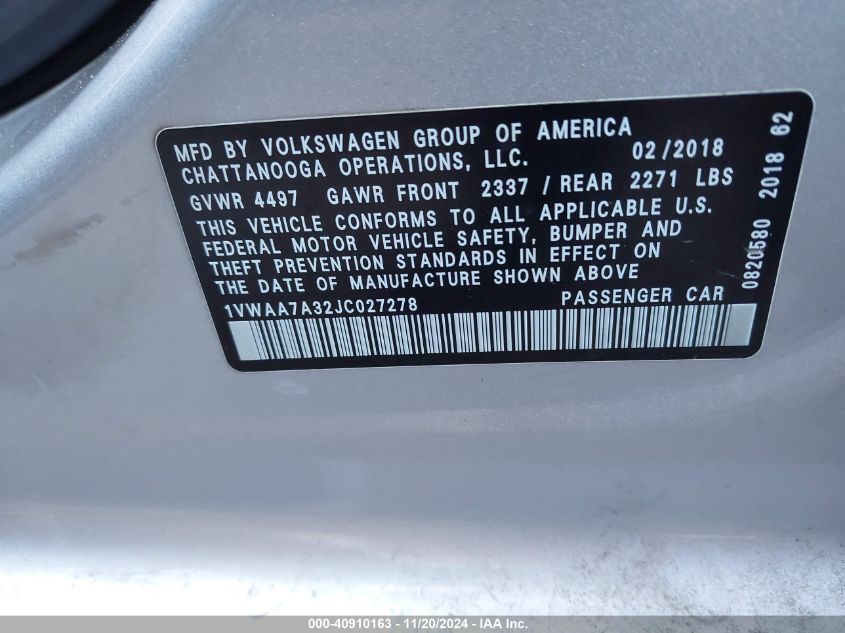 MFD BY VOLKSWAGEN GROUP OF AMERICA
CHATTANOOGA OPERATIONS, LLC. 02/2018
GVWR 4497 GAWR FRONT 2337 / REAR 2271 LBS
THIS VEHICLE CONFORMS TO ALL APPLICABLE U.S.
FEDERAL MOTOR VEHICLE SAFETY, BUMPER AND
THEFT PREVENTION STANDARDS IN EFFECT ON
THE DATE OF MANUFACTURE SHOWN ABOVE
1VWAA7A32JC027278 PASSENGER CAR
0820580 2018 62
000-40910163 - 11/20/2024 - IAA Inc.